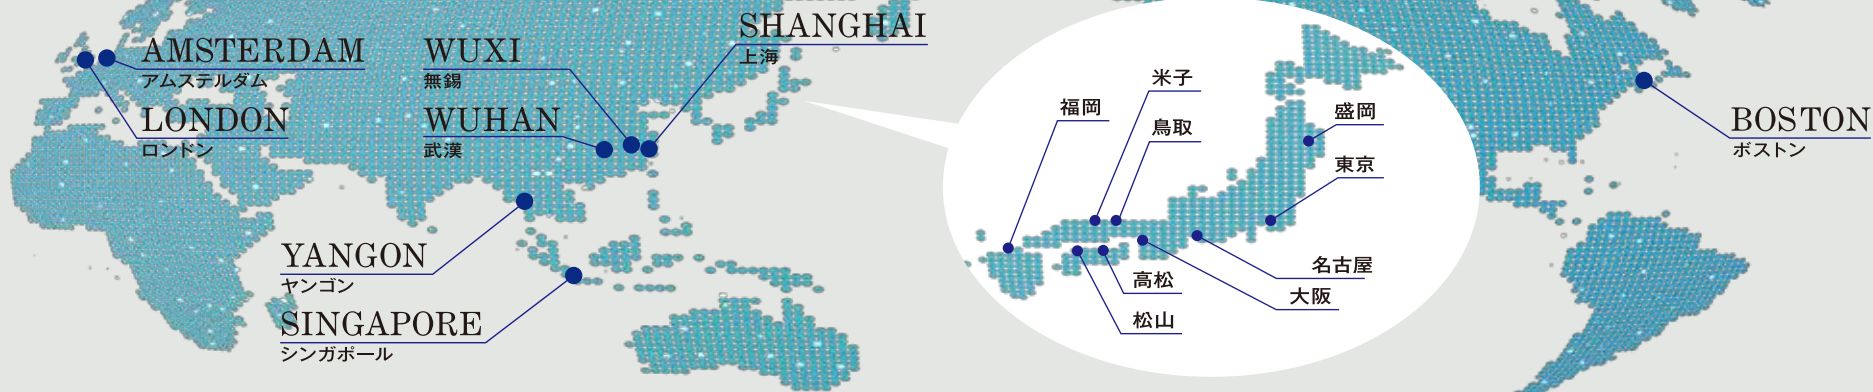 AMSTERDAM
アムステルダム
LONDON
ロンドン
WUXI
無錫
WUHAN
武漢
SHANGHAI
上海
YANGON
ヤンゴン
SINGAPORE
シンガポール
福岡
米子
鳥取
盛岡
東京
名古屋
大阪
高松
松山
BOSTON
ボストン